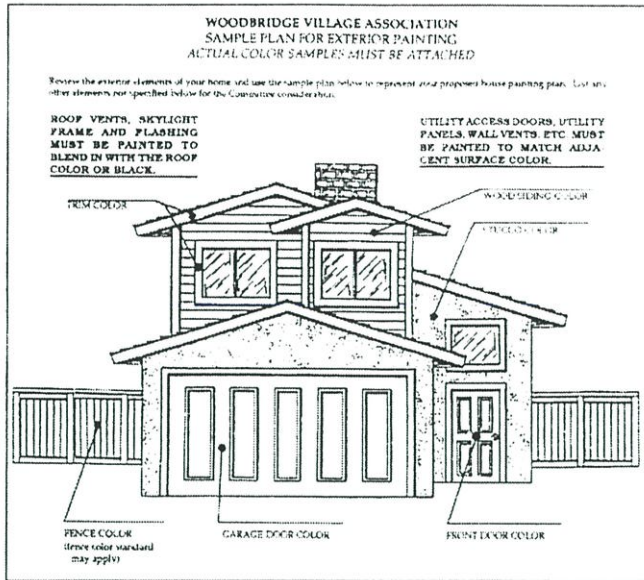 WOODBRIDGE VILLAGE ASSOCIATION
SAMPLE PLAN FOR EXTERIOR PAINTING
ACTUAL COLOR SAMPLES MUST BE ATTACHED
Review the exterior elements of your home and use the sample plan below to represent your proposed house painting plan. List any
other elements not specified below for the Committee consideration.
ROOF VENTS, SKYLIGHT
FRAME AND FLASHING
MUST BE PAINTED TO
BLEND IN WITH THE ROOF
COLOR OR BLACK.
UTILITY ACCESS DOORS, UTILITY
PANELS, WALL VENTS, ETC. MUST
BE PAINTED TO MATCH ADJA-
CENT SURFACE COLOR.
TRIM COLOR
WOOD SIDING COLOR
STUCCO COLOR
FENCE COLOR
(fence color standard
may apply)
GARAGE DOOR COLOR
FRONT DOOR COLOR